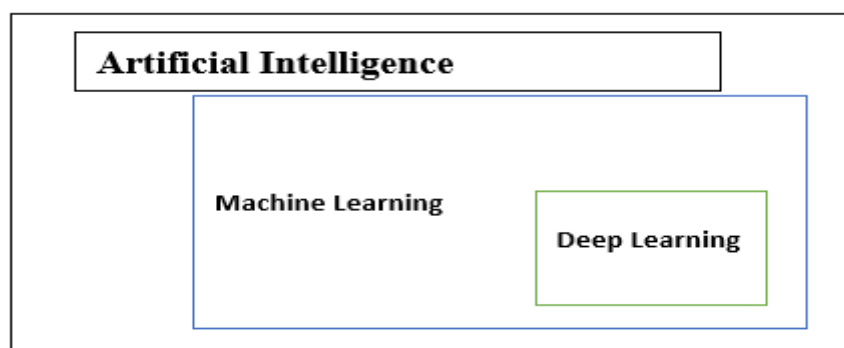 Artificial Intelligence
Machine Learning
Deep Learning